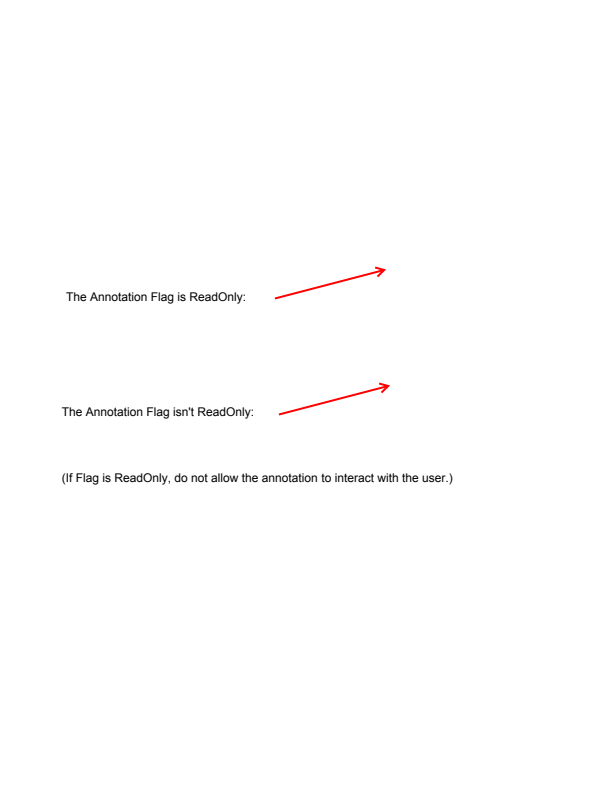 The Annotation Flag is ReadOnly:
The Annotation Flag isn't ReadOnly:
(If Flag is ReadOnly, do not allow the annotation to interact with the user.)